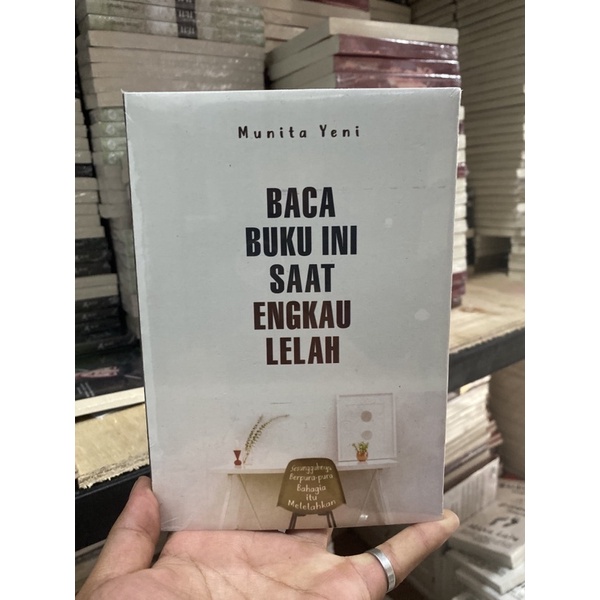 Munita Yeni
BACA
BUKU INI
SAAT
ENGKAU
LELAH
Sesungguhnya
Berpura-pura
Bahagia
itu
Melelahkan